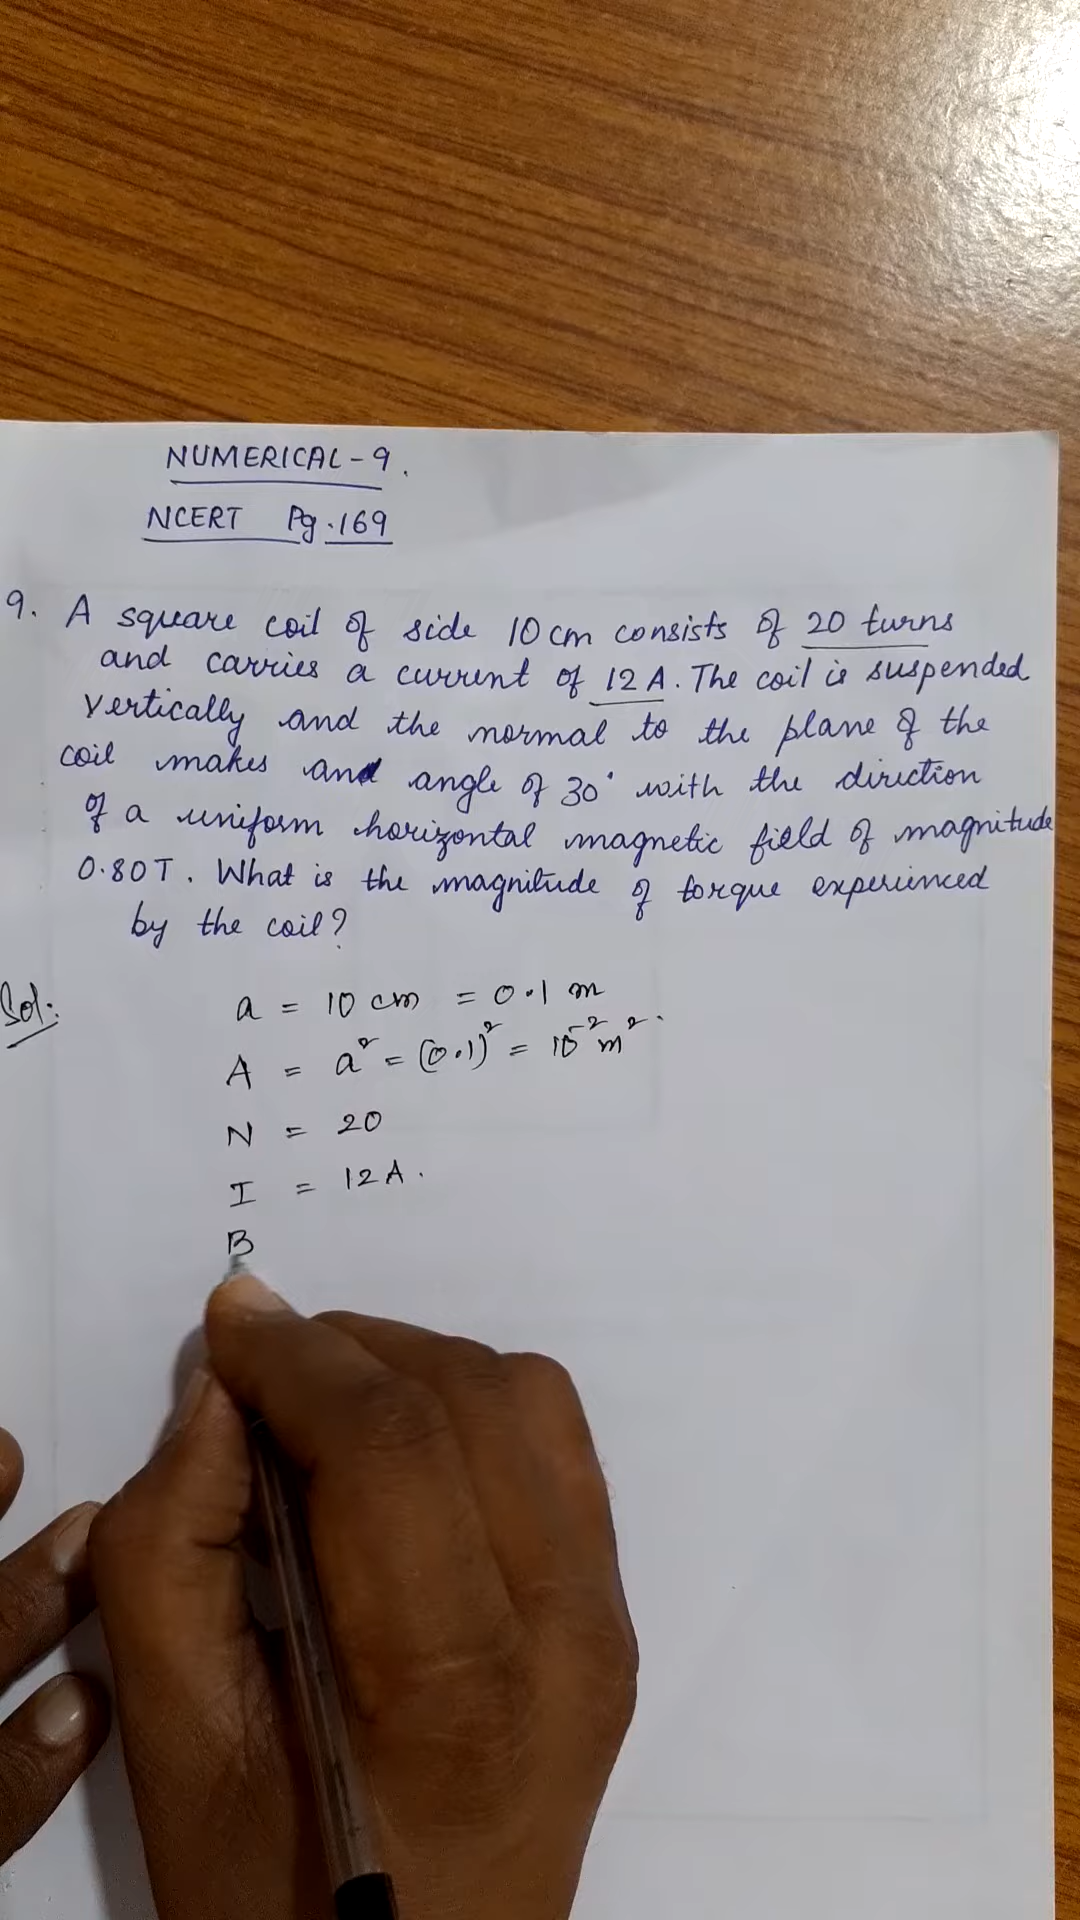 NUMERICAL - 9.
NCERT Pg. 169
9. A square coil of side 10 cm consists of 20 turns
and carries a current of 12 A. The coil is suspended
vertically and the normal to the plane of the
coil makes and angle of 30° with the direction
of a uniform horizontal magnetic field of magnitude
0.80T. What is the magnitude of torque experienced
by the coil?
Sol:
a = 10 cm = 0.1 m
A = a² = (0.1)² = 10⁻² m².
N = 20
I = 12 A.
B